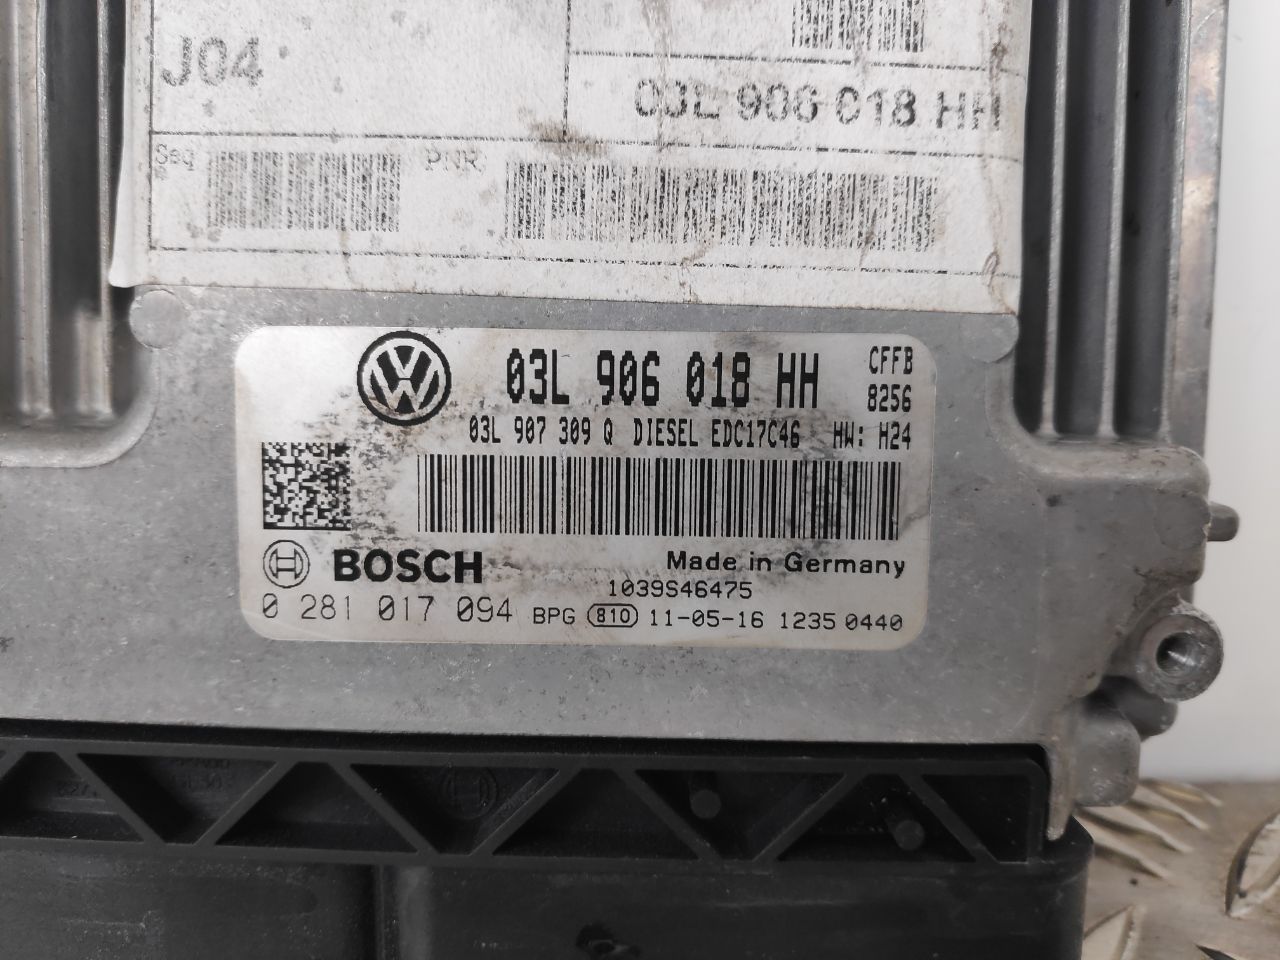 J04
03L 906 018 HH
Seq
PNR
03L 906 018 HH
CFFB
8256
03L 907 309 Q DIESEL EDC17C46 HW: H24
BOSCH
Made in Germany
1039S46475
0 281 017 094 BPG 810 11-05-16 1235 0440